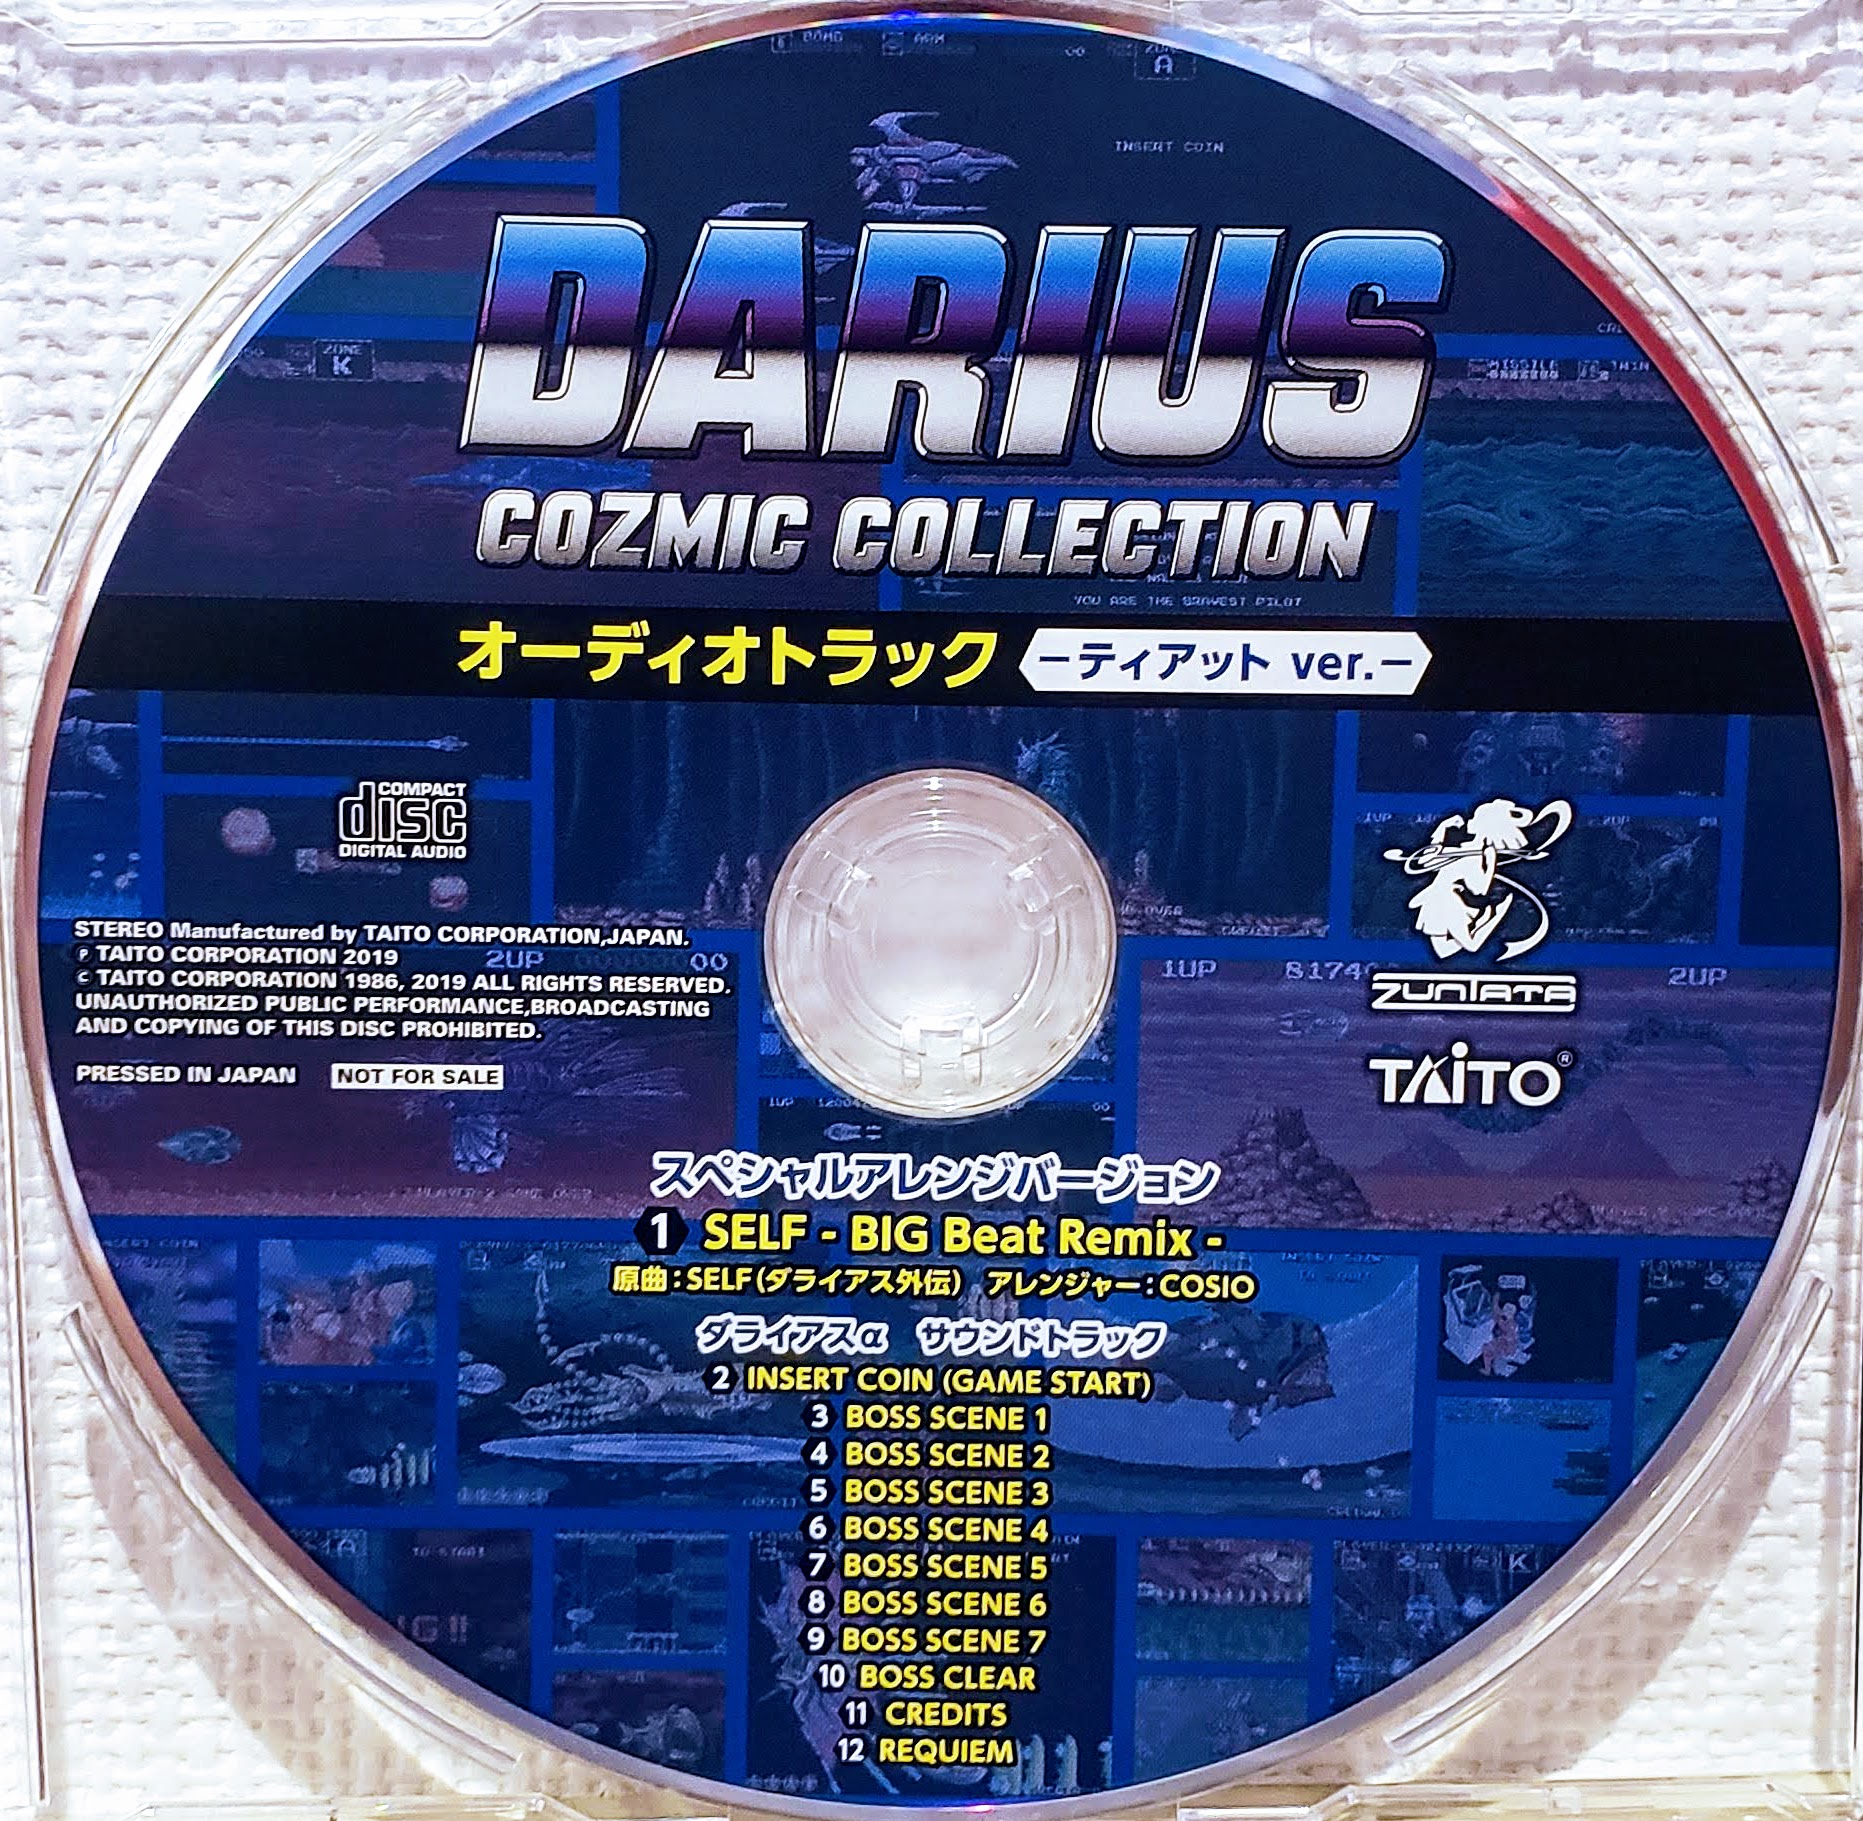 BOMB ARM
ZONE
A
INSERT COIN
DARIUS
ZONE
K
MISSILE
COZMIC COLLECTION
YOU ARE THE BRAVEST PILOT
オーディオトラック －ティアット ver.－
COMPACT
disc
DIGITAL AUDIO
STEREO Manufactured by TAITO CORPORATION,JAPAN.
℗ TAITO CORPORATION 2019
© TAITO CORPORATION 1986, 2019 ALL RIGHTS RESERVED.
UNAUTHORIZED PUBLIC PERFORMANCE,BROADCASTING
AND COPYING OF THIS DISC PROHIBITED.
PRESSED IN JAPAN NOT FOR SALE
2UP 00
1UP 2UP
ZUNTATA
TAITO®
スペシャルアレンジバージョン
1 SELF - BIG Beat Remix -
原曲：SELF(ダライアス外伝) アレンジャー：COSIO
ダライアスα サウンドトラック
2 INSERT COIN (GAME START)
3 BOSS SCENE 1
4 BOSS SCENE 2
5 BOSS SCENE 3
6 BOSS SCENE 4
7 BOSS SCENE 5
8 BOSS SCENE 6
9 BOSS SCENE 7
10 BOSS CLEAR
11 CREDITS
12 REQUIEM